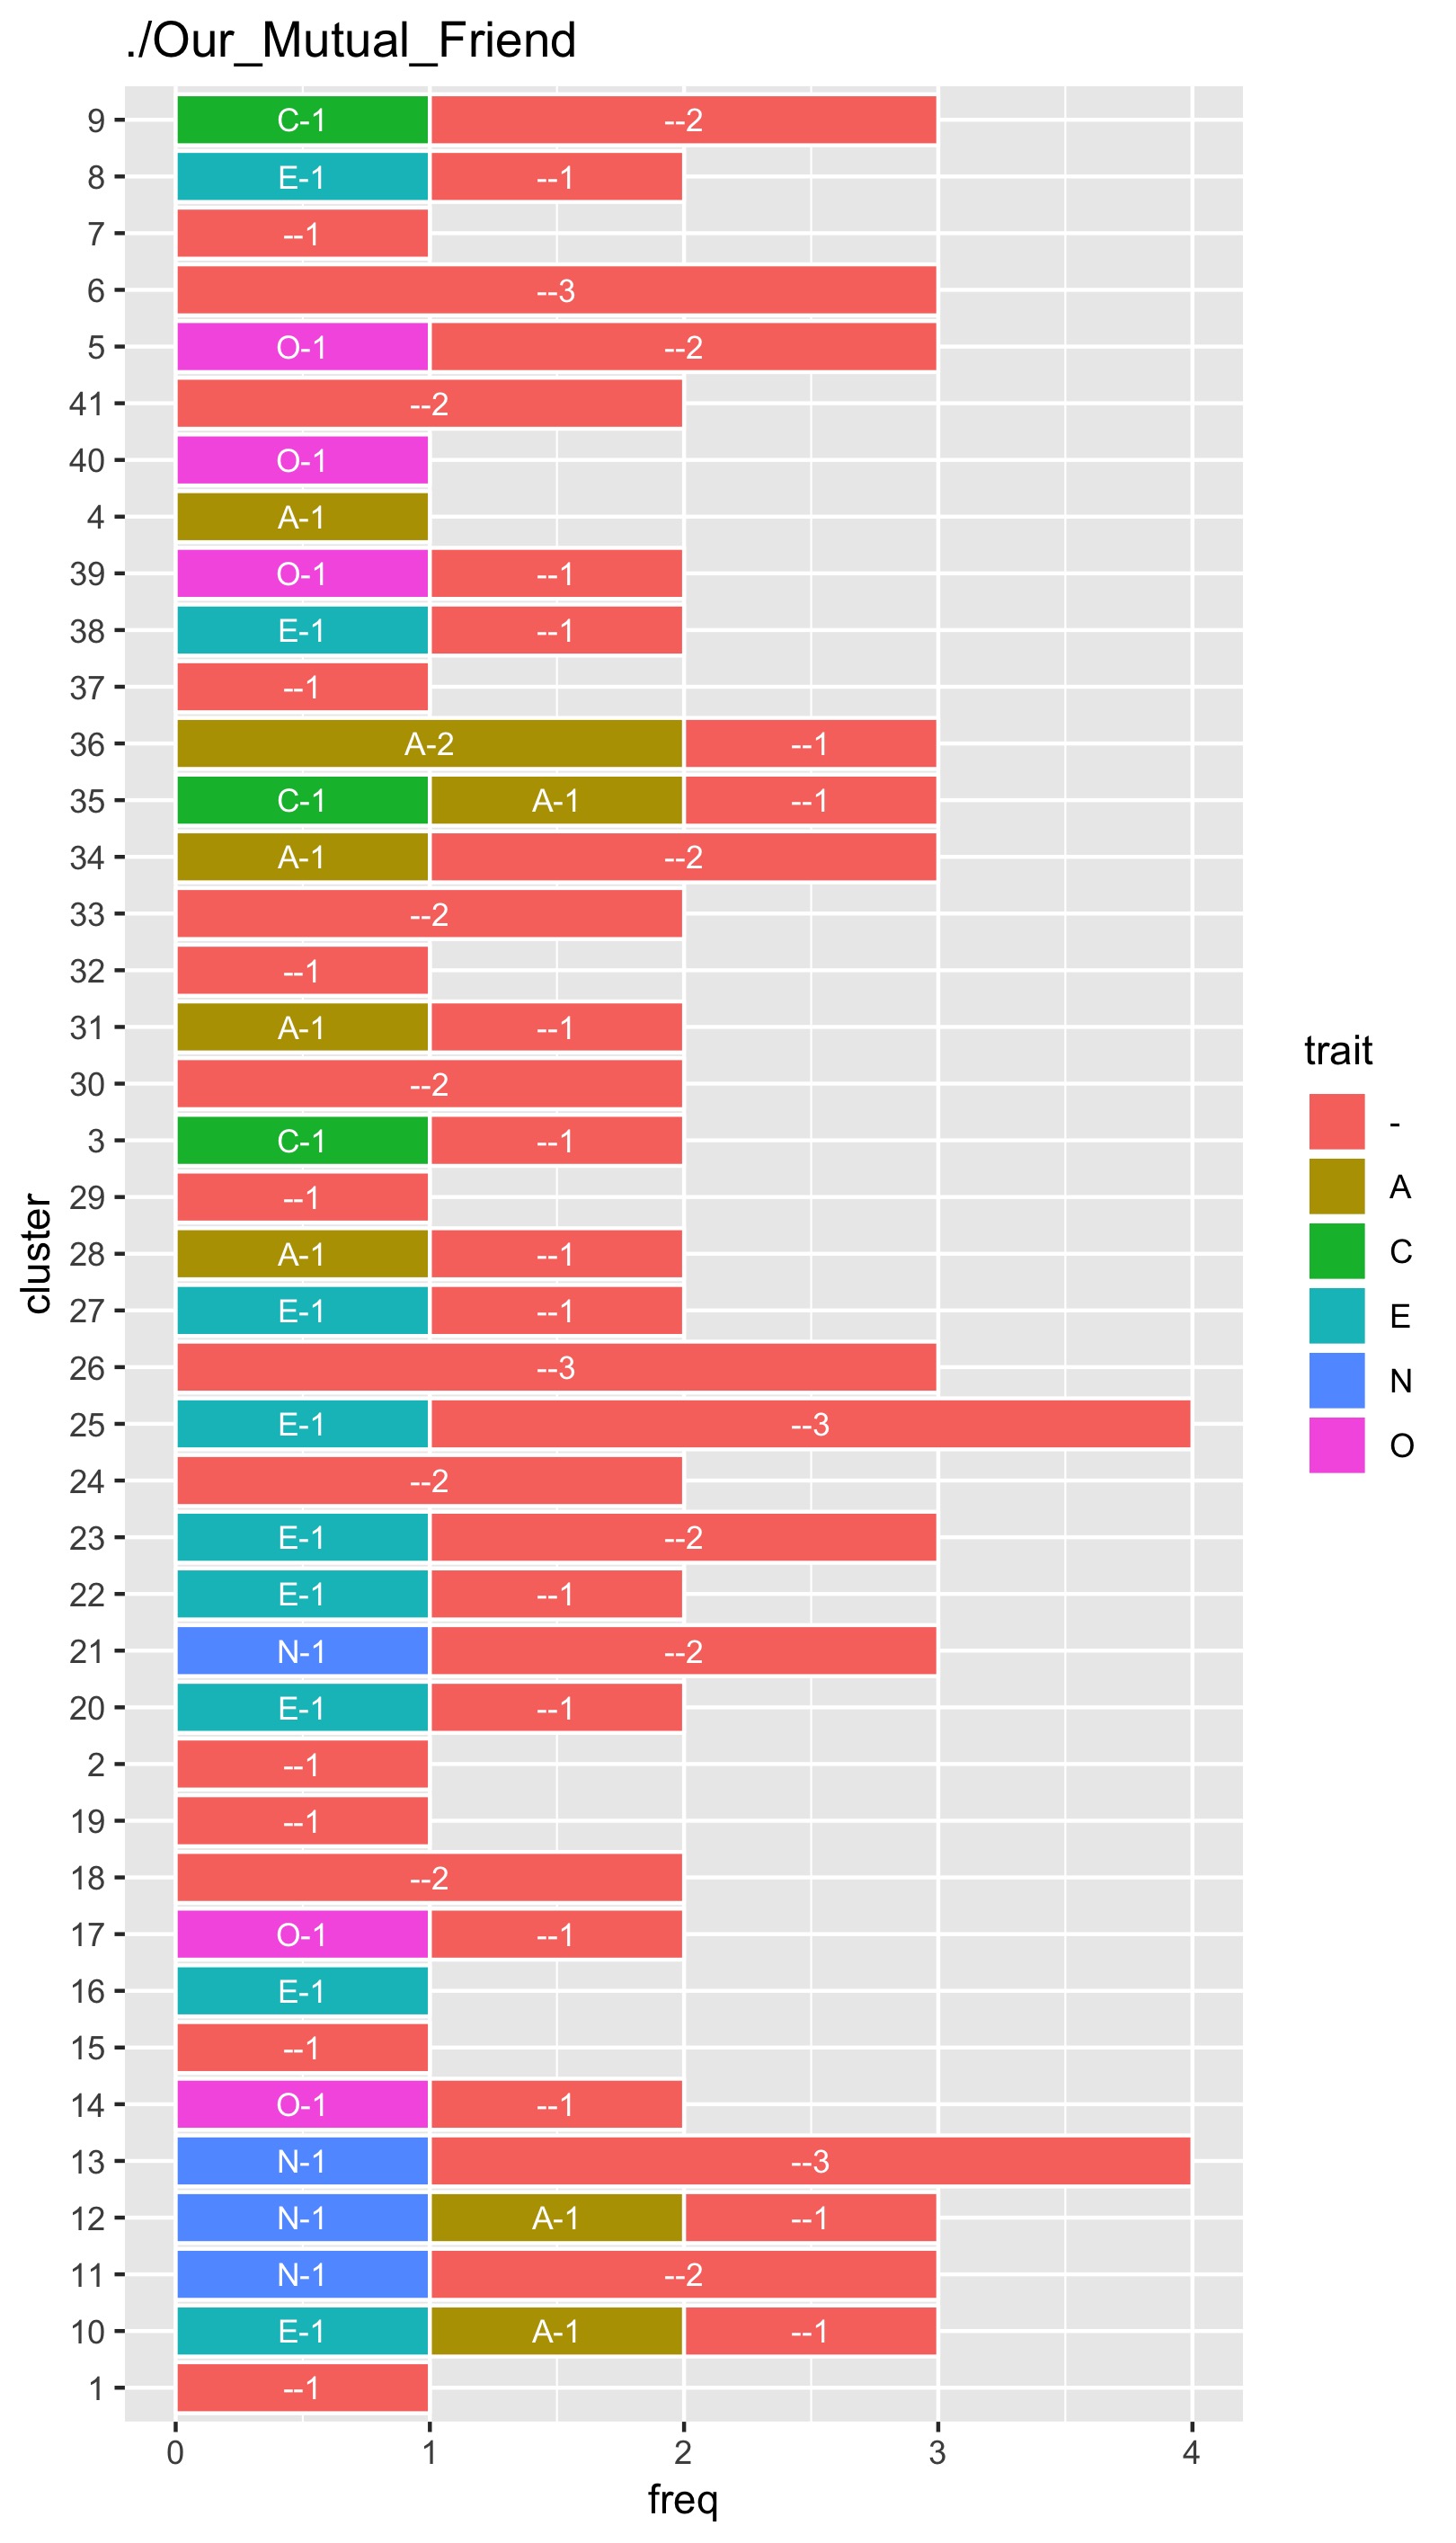 ./Our_Mutual_Friend
9 C-1 --2
8 E-1 --1
7 --1
6 --3
5 O-1 --2
41 --2
40 O-1
4 A-1
39 O-1 --1
38 E-1 --1
37 --1
36 A-2 --1
35 C-1 A-1 --1
34 A-1 --2
33 --2
32 --1
31 A-1 --1
30 --2
3 C-1 --1
29 --1
28 A-1 --1
27 E-1 --1
26 --3
25 E-1 --3
24 --2
23 E-1 --2
22 E-1 --1
21 N-1 --2
20 E-1 --1
2 --1
19 --1
18 --2
17 O-1 --1
16 E-1
15 --1
14 O-1 --1
13 N-1 --3
12 N-1 A-1 --1
11 N-1 --2
10 E-1 A-1 --1
1 --1
0 1 2 3 4
freq
cluster
trait
-
A
C
E
N
O